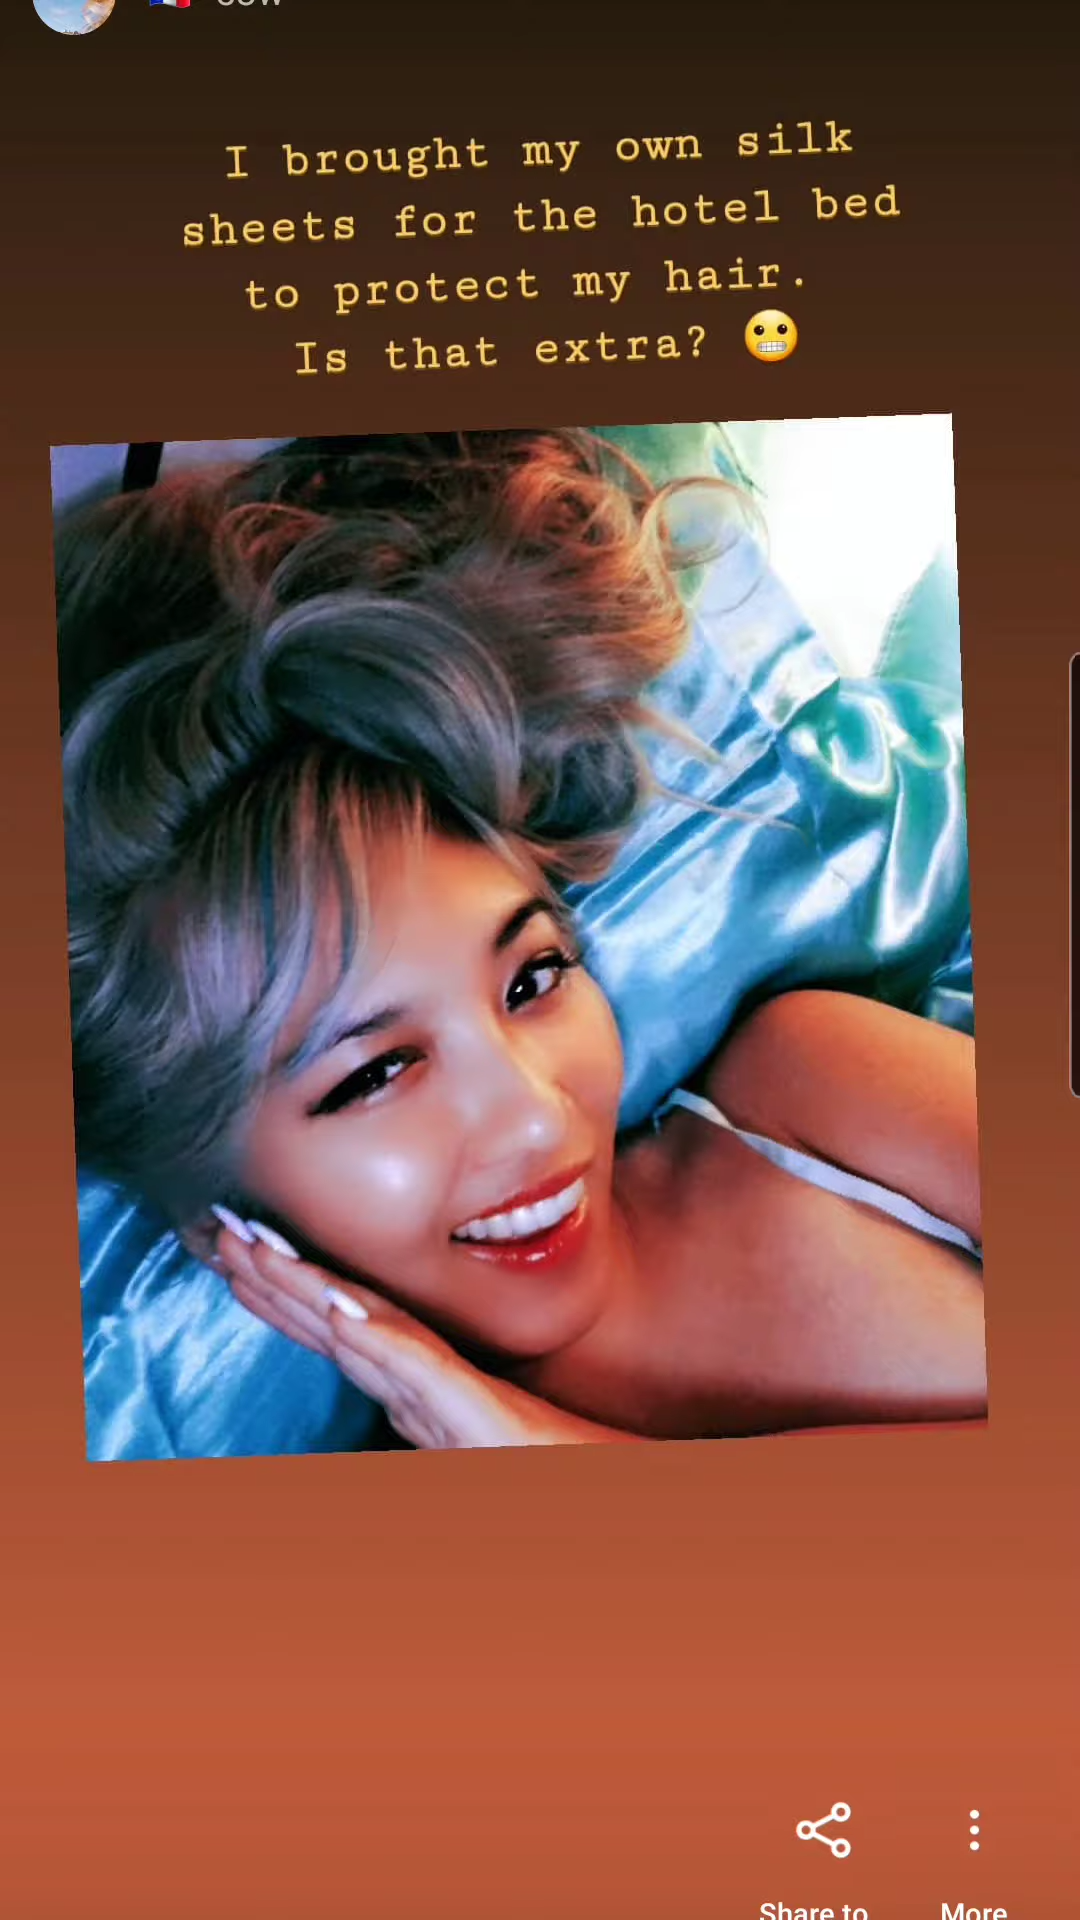 I brought my own silk
sheets for the hotel bed
to protect my hair.
Is that extra? 😬
Share to
More